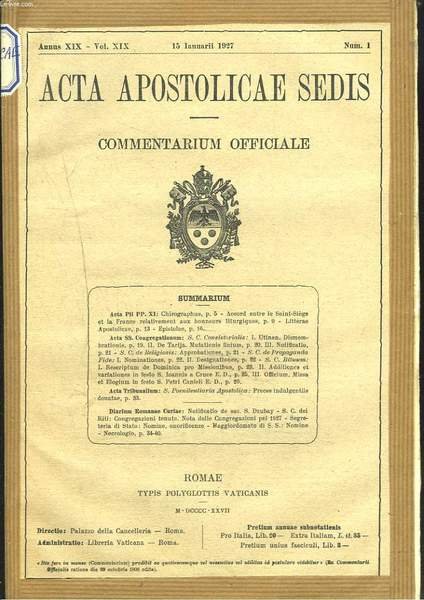 CAE
Annus XIX - Vol. XIX 15 Ianuarii 1927 Num. 1
ACTA APOSTOLICAE SEDIS
COMMENTARIUM OFFICIALE
SUMMARIUM
Acta PII PP. XI: Chirographus, p. 5 - Accord entre le Saint-Siège
et la France relativement aux honneurs liturgiques, p. 9 - Litterae
Apostolicae, p. 13 - Epistolae, p. 16.
Acta SS. Congregationum: S. C. Consistorialis: I. Utinen. Dismem-
brationis, p. 19. II. De Tarija. Mutationis finium, p. 20. III. Notificatio,
p. 21 - S. C. de Religiosis: Approbationes, p. 21 - S. C. de Propaganda
Fide: I. Nominationes, p. 22. II. Designationes, p. 22 - S. C. Rituum:
I. Rescriptum de Dominica pro Missionibus, p. 23. II. Additiones et
variationes in festo S. Ioannis a Cruce E. D., p. 25. III. Officium, Missa
et Elogium in festo S. Petri Canisii E. D., p. 26.
Acta Tribunalium: S. Poenitentiaria Apostolica: Preces indulgentiis
donatae, p. 33.
Diarium Romanae Curiae: Notificatio de sac. S. Drubay - S. C. dei
Riti: Congregazioni tenute. Nota delle Congregazioni pel 1927 - Segre-
teria di Stato: Nomine, onorificenze - Maggiordomato di S. S.: Nomine
- Necrologio, p. 34-40.
ROMAE
TYPIS POLYGLOTTIS VATICANIS
M·DCCCC·XXVII
Directio: Palazzo della Cancelleria — Roma.
Administratio: Libreria Vaticana — Roma.
Pretium annuae subnotationis
Pro Italia, Lib. 20 — Extra Italiam, L. it. 35 —
Pretium unius fasciculi, Lib. 2 —